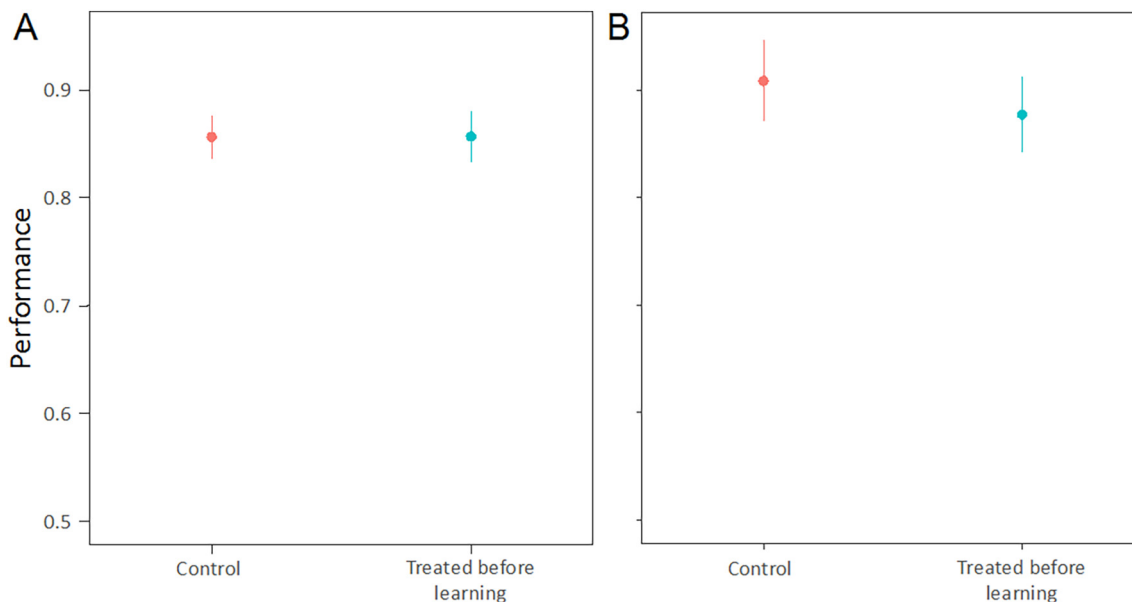 A
B
Performance
0.9
0.8
0.7
0.6
0.5
Control
Treated before
learning
Control
Treated before
learning